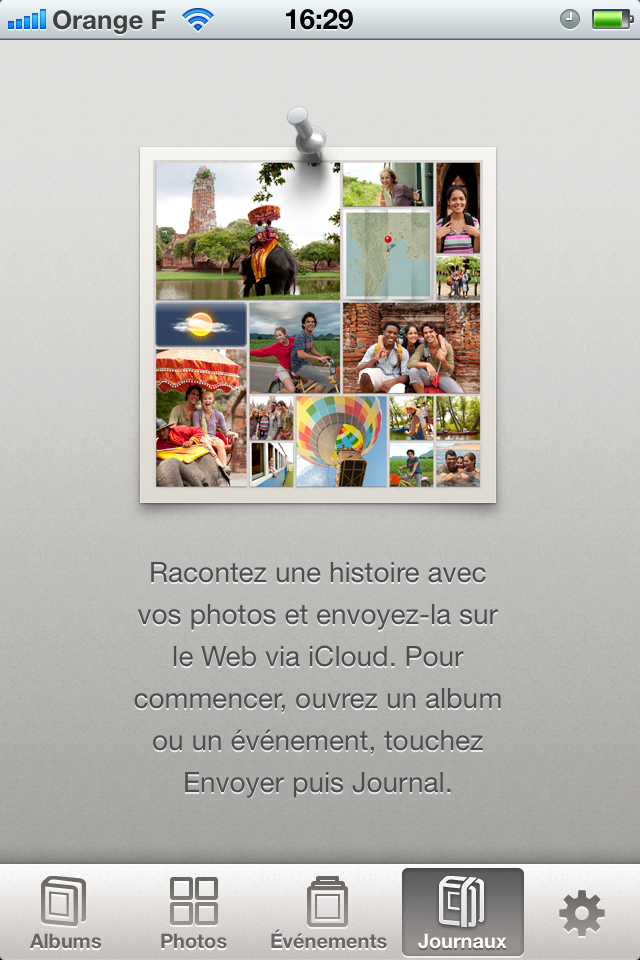 Orange F 16:29
Racontez une histoire avec
vos photos et envoyez-la sur
le Web via iCloud. Pour
commencer, ouvrez un album
ou un événement, touchez
Envoyer puis Journal.
Albums Photos Événements Journaux